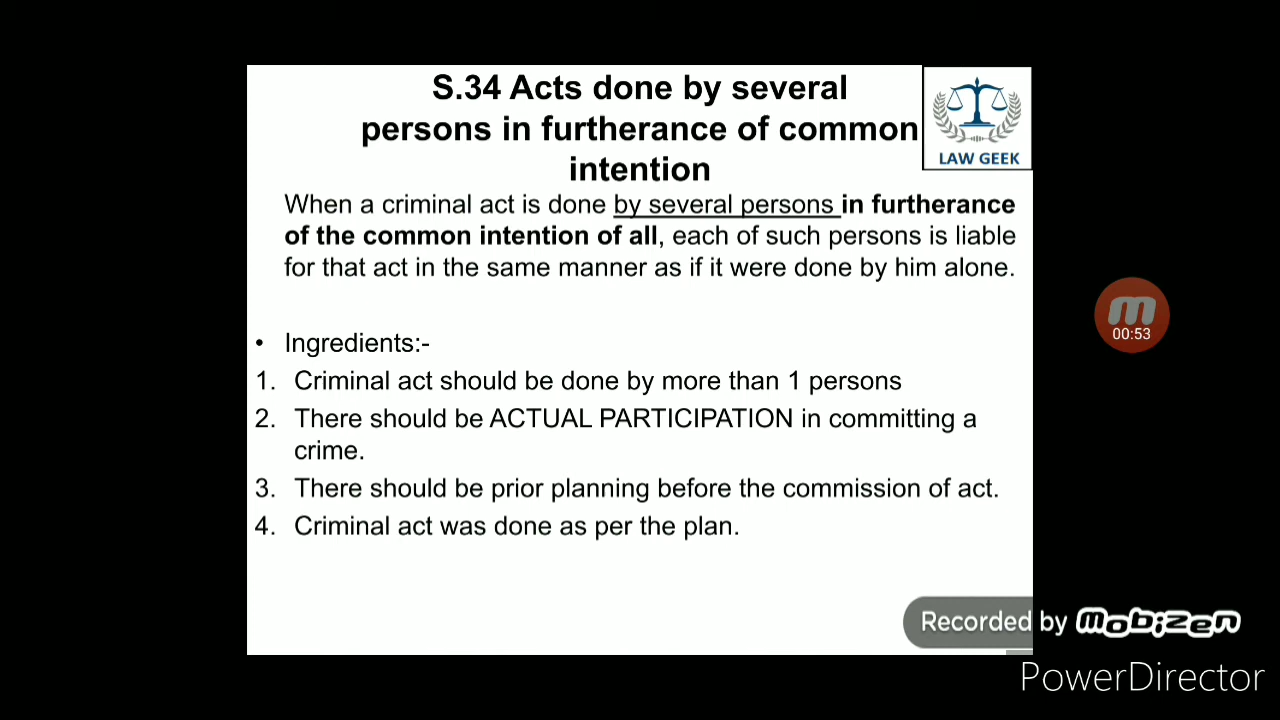 S.34 Acts done by several
persons in furtherance of common
intention
LAW GEEK
When a criminal act is done by several persons in furtherance
of the common intention of all, each of such persons is liable
for that act in the same manner as if it were done by him alone.
• Ingredients:-
1. Criminal act should be done by more than 1 persons
2. There should be ACTUAL PARTICIPATION in committing a
crime.
3. There should be prior planning before the commission of act.
4. Criminal act was done as per the plan.
00:53
Recorded by mobizen
PowerDirector